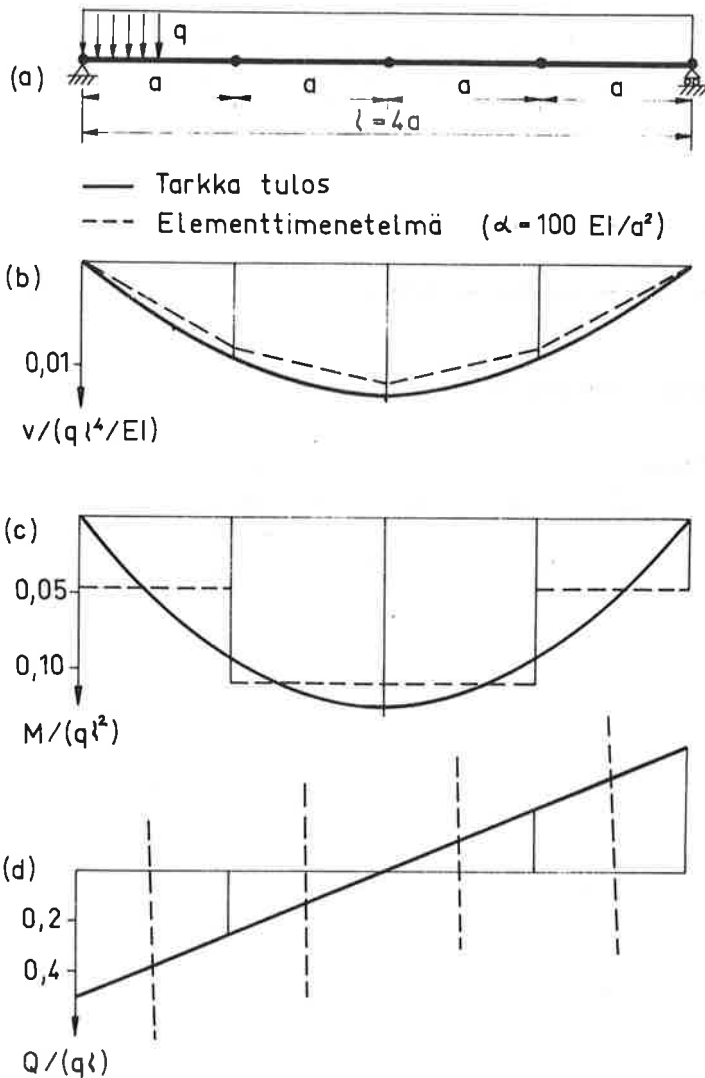 q
(a)
a a a a
l = 4a
Tarkka tulos
Elementtimenetelmä (α = 100 EI/a²)
(b)
0,01
v/(ql⁴/EI)
(c)
0,05
0,10
M/(ql²)
(d)
0,2
0,4
Q/(ql)